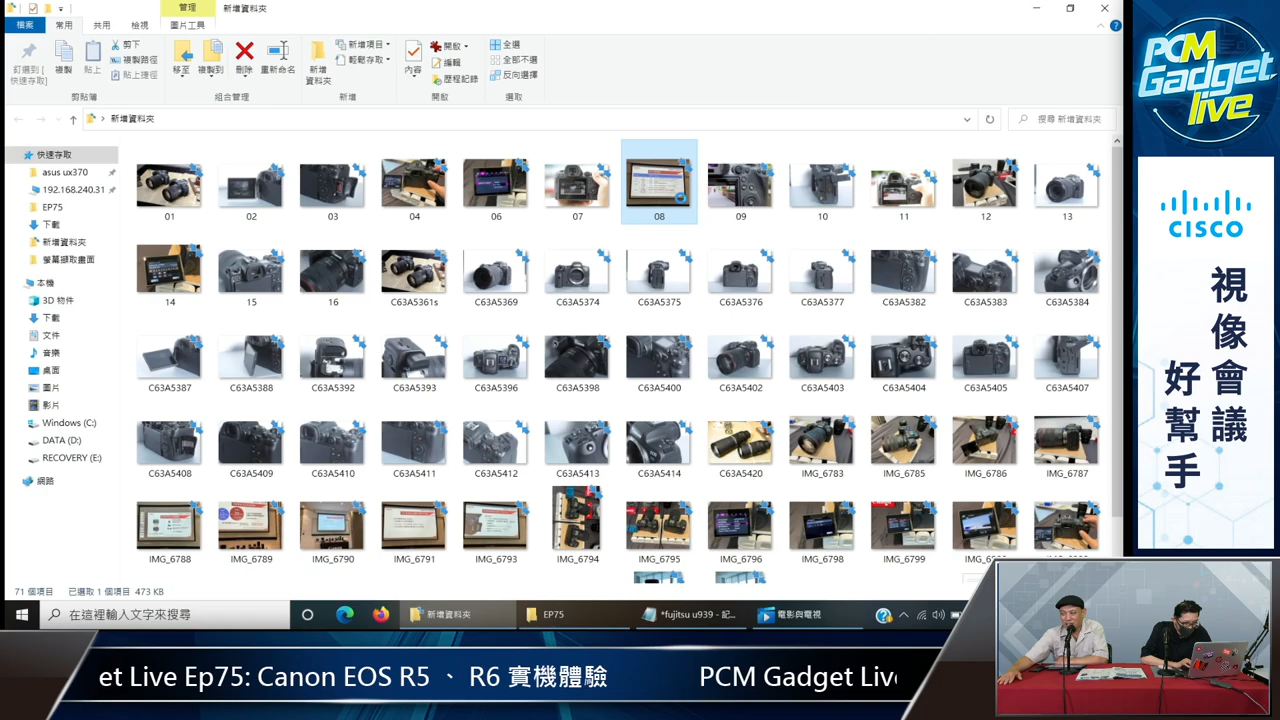 管理
新增資料夾
檔案
常用
共用
檢視
圖片工具
釘選到 [
快速存取]
複製
貼上
剪下
複製路徑
貼上捷徑
剪貼簿
移至
複製到
刪除
重新命名
組合管理
新增
資料夾
新增項目
輕鬆存取
新增
內容
開啟
編輯
歷程記錄
開啟
全選
全部不選
反向選擇
選取
新增資料夾
搜尋 新增資料夾
快速存取
asus ux370
192.168.240.31
EP75
下載
新增資料夾
螢幕擷取畫面
本機
3D 物件
下載
文件
音樂
桌面
圖片
影片
Windows (C:)
DATA (D:)
RECOVERY (E:)
網路
01 02 03 04 06 07 08 09 10 11 12 13
14 15 16 C63A5361s C63A5369 C63A5374 C63A5375 C63A5376 C63A5377 C63A5382 C63A5383 C63A5384
C63A5387 C63A5388 C63A5392 C63A5393 C63A5396 C63A5398 C63A5400 C63A5402 C63A5403 C63A5404 C63A5405 C63A5407
C63A5408 C63A5409 C63A5410 C63A5411 C63A5412 C63A5413 C63A5414 C63A5420 IMG_6783 IMG_6785 IMG_6786 IMG_6787
IMG_6788 IMG_6789 IMG_6790 IMG_6791 IMG_6793 IMG_6794 IMG_6795 IMG_6796 IMG_6798 IMG_6799
71 個項目 已選取 1 個項目 473 KB
在這裡輸入文字來搜尋
新增資料夾
EP75
*fujitsu u939 - 記...
電影與電視
PCM
Gadget
live
CISCO
視像會議
好幫手
et Live Ep75: Canon EOS R5 、 R6 實機體驗
PCM Gadget Live